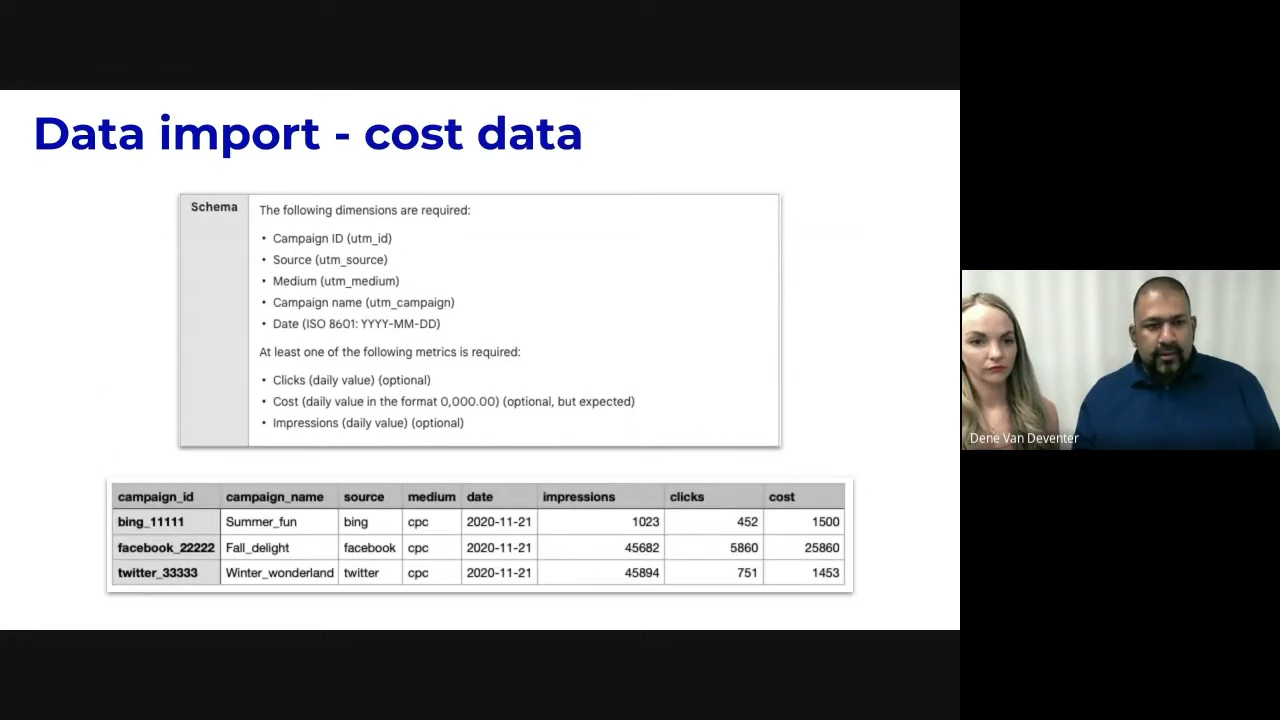 Data import - cost data
Schema
The following dimensions are required:
• Campaign ID (utm_id)
• Source (utm_source)
• Medium (utm_medium)
• Campaign name (utm_campaign)
• Date (ISO 8601: YYYY-MM-DD)
At least one of the following metrics is required:
• Clicks (daily value) (optional)
• Cost (daily value in the format 0,000.00) (optional, but expected)
• Impressions (daily value) (optional)
campaign_id campaign_name source medium date impressions clicks cost
bing_11111 Summer_fun bing cpc 2020-11-21 1023 452 1500
facebook_22222 Fall_delight facebook cpc 2020-11-21 45682 5860 25860
twitter_33333 Winter_wonderland twitter cpc 2020-11-21 45894 751 1453
Dene Van Deventer